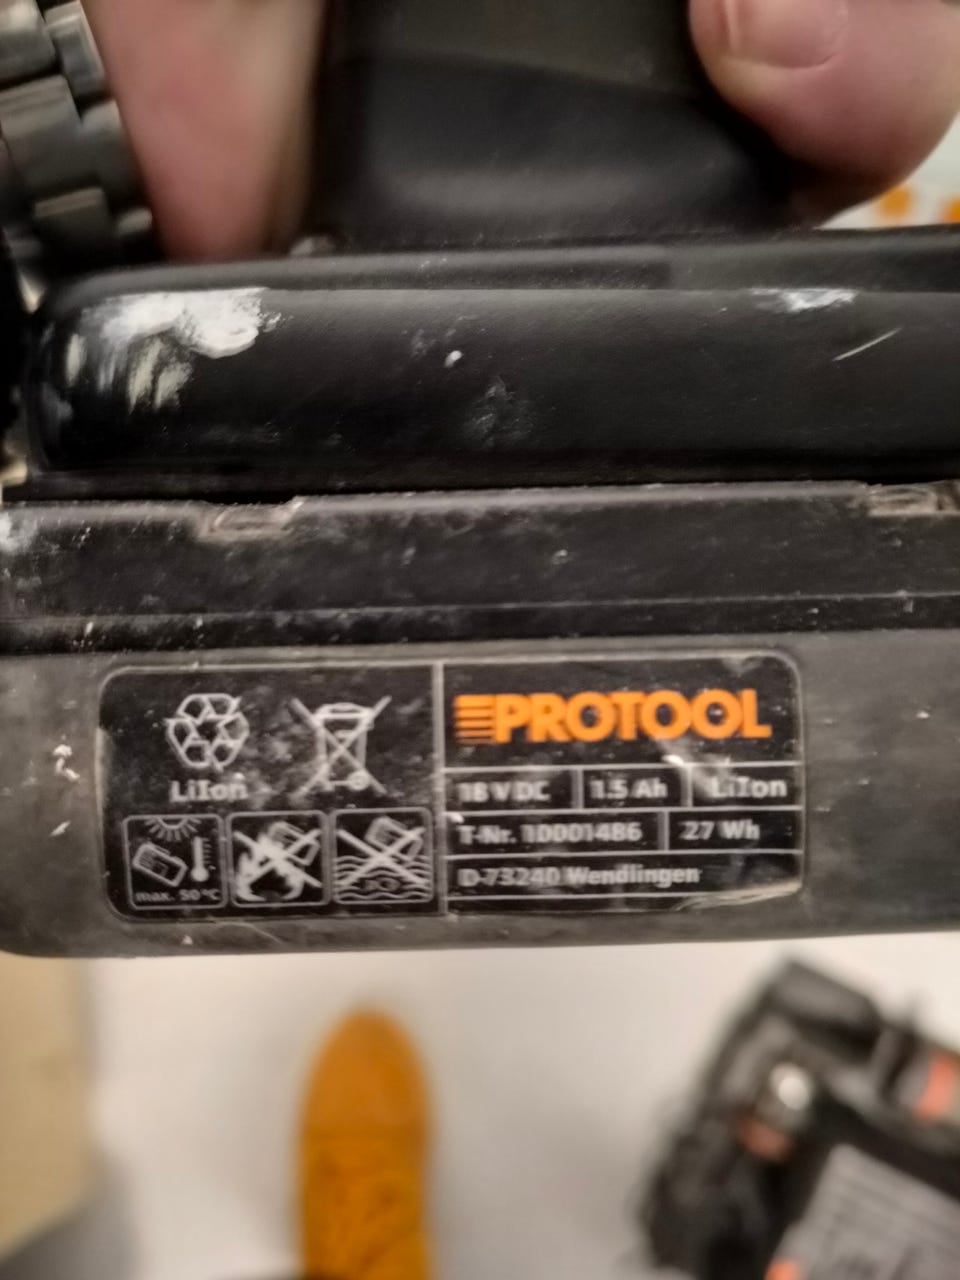 PROTOOL
LiIon
18 V DC 1.5 Ah LiIon
T-Nr. 10001486 27 Wh
max. 50°C
D-73240 Wendlingen